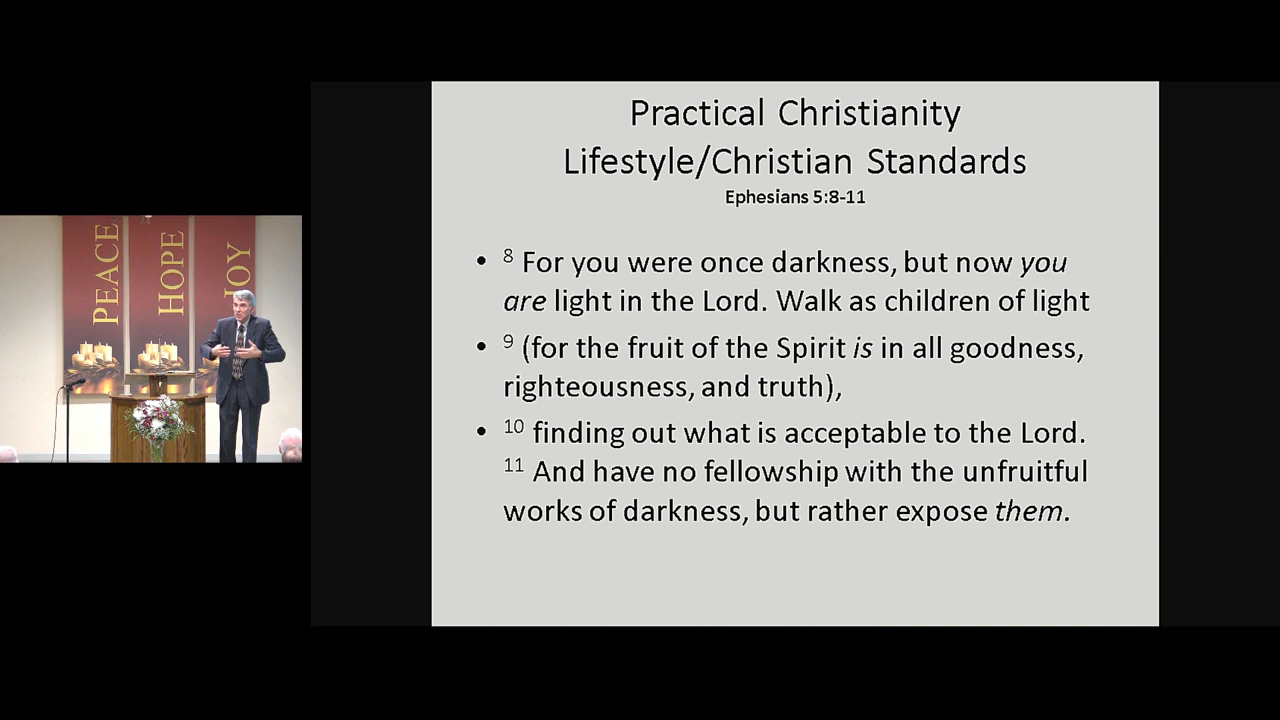 PEACE
HOPE
JOY
Practical Christianity
Lifestyle/Christian Standards
Ephesians 5:8-11
• 8 For you were once darkness, but now you
are light in the Lord. Walk as children of light
• 9 (for the fruit of the Spirit is in all goodness,
righteousness, and truth),
• 10 finding out what is acceptable to the Lord.
11 And have no fellowship with the unfruitful
works of darkness, but rather expose them.